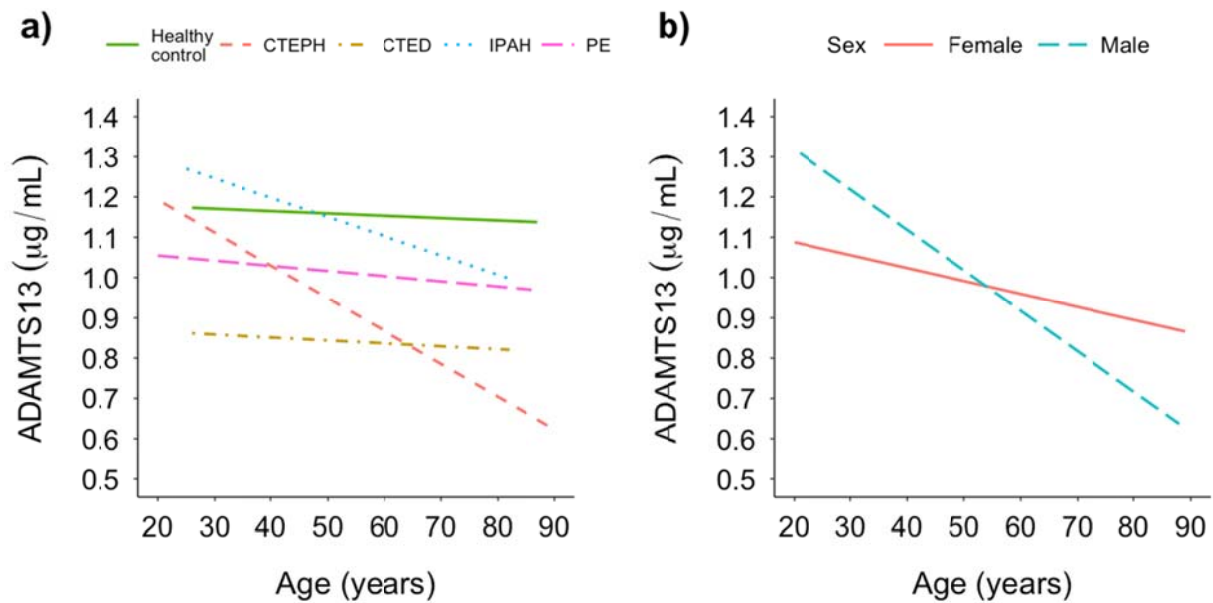 a)
Healthy control CTEPH CTED IPAH PE
ADAMTS13 (µg/mL)
1.4
1.3
1.2
1.1
1.0
0.9
0.8
0.7
0.6
0.5
20 30 40 50 60 70 80 90
Age (years)
b)
Sex Female Male
ADAMTS13 (µg/mL)
1.4
1.3
1.2
1.1
1.0
0.9
0.8
0.7
0.6
0.5
20 30 40 50 60 70 80 90
Age (years)